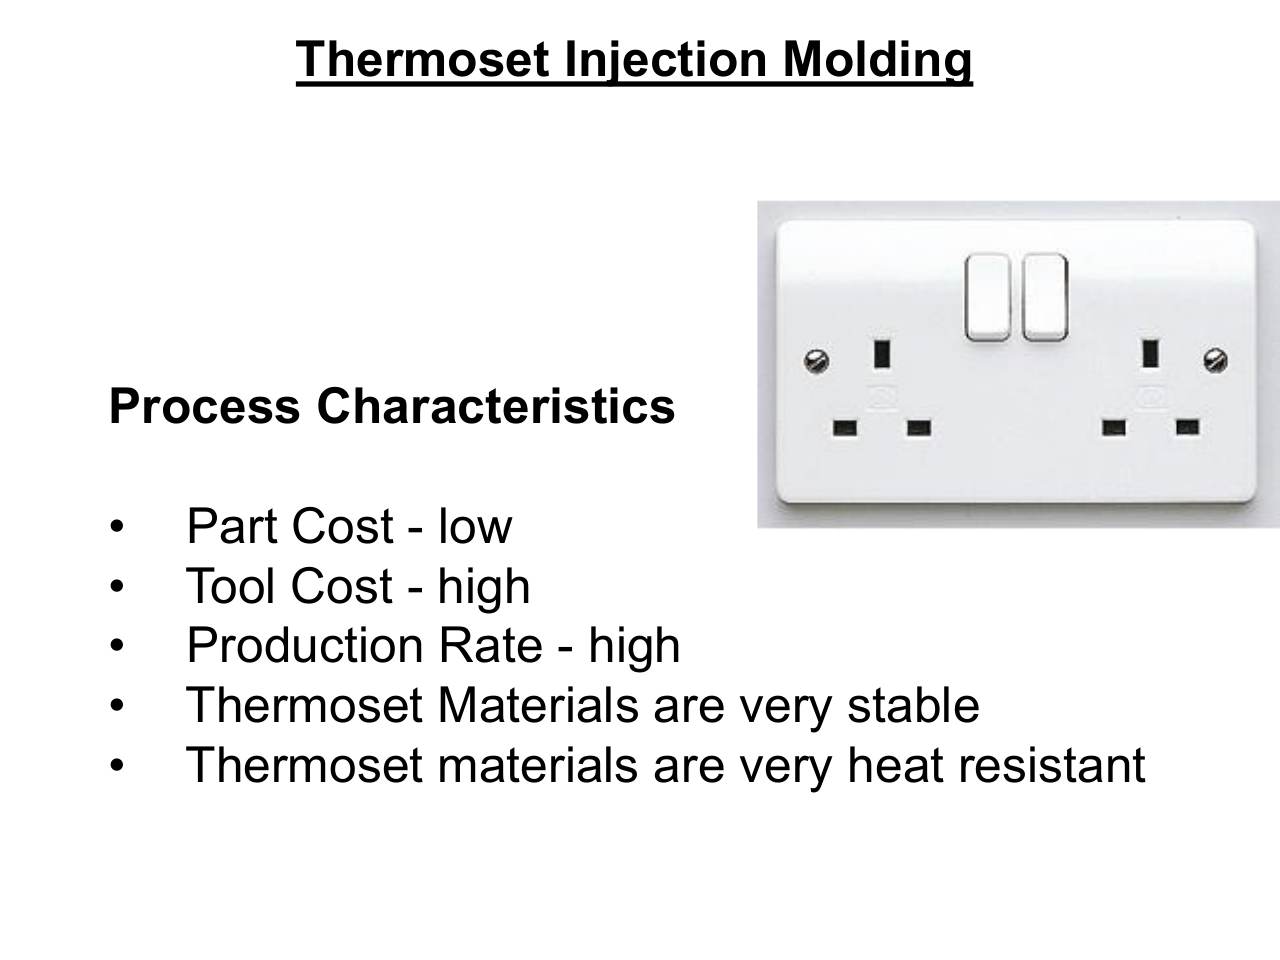 Thermoset Injection Molding
Process Characteristics
• Part Cost - low
• Tool Cost - high
• Production Rate - high
• Thermoset Materials are very stable
• Thermoset materials are very heat resistant